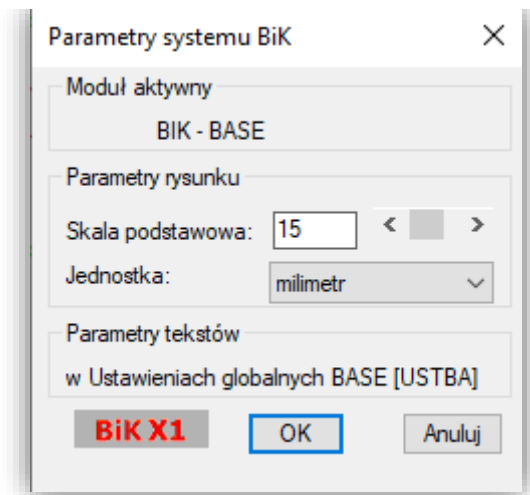 Parametry systemu BiK
Moduł aktywny
BIK - BASE
Parametry rysunku
Skala podstawowa: 15
Jednostka: milimetr
Parametry tekstów
w Ustawieniach globalnych BASE [USTBA]
BiK X1 OK Anuluj